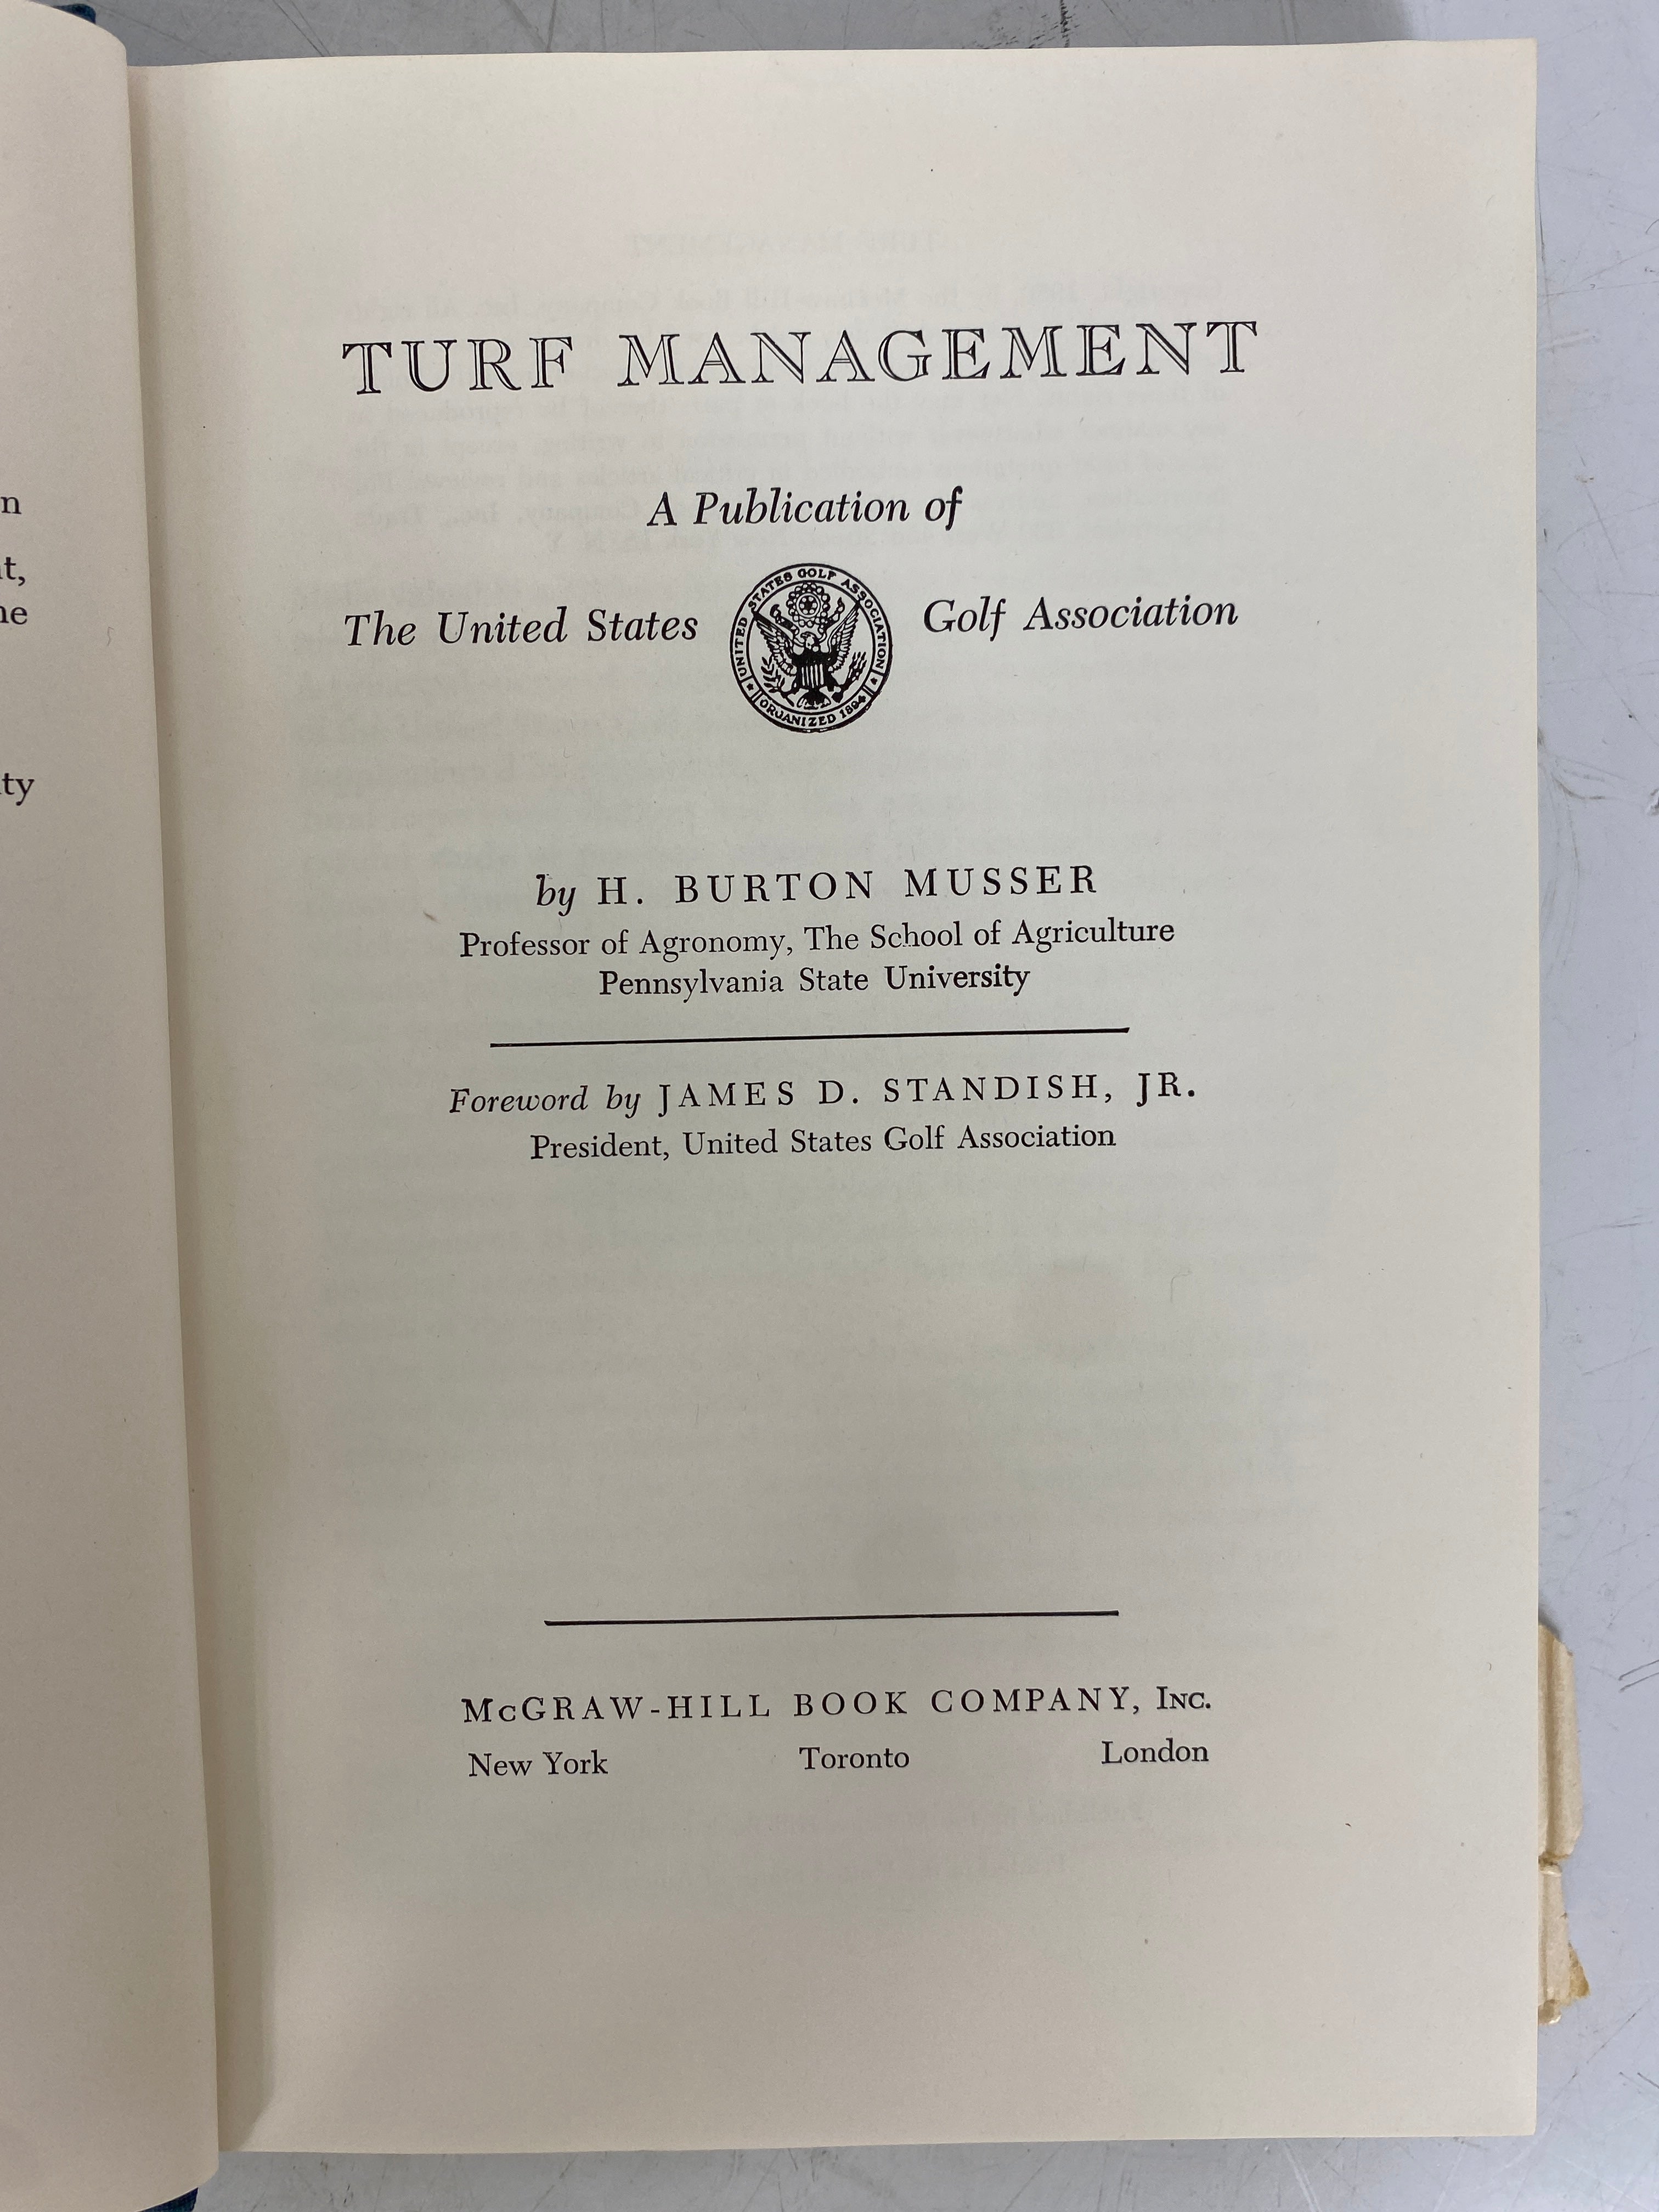 n
t,
ne
ty
TURF MANAGEMENT
A Publication of
The United States Golf Association
UNITED STATES GOLF ASSOCIATION
ORGANIZED 1894
by H. BURTON MUSSER
Professor of Agronomy, The School of Agriculture
Pennsylvania State University
Foreword by JAMES D. STANDISH, JR.
President, United States Golf Association
McGRAW-HILL BOOK COMPANY, INC.
New York Toronto London